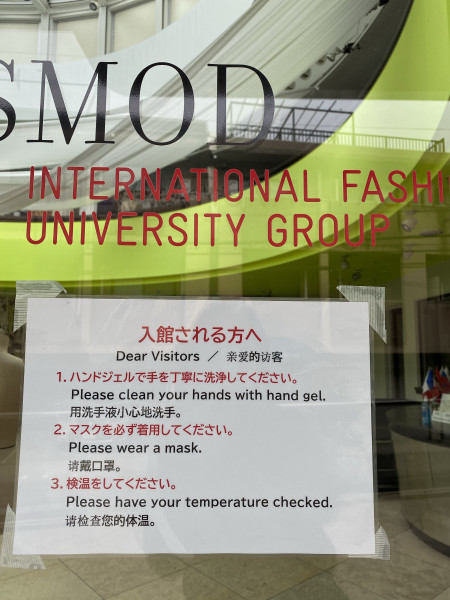 SMOD
INTERNATIONAL FASHI
UNIVERSITY GROUP
入館される方へ
Dear Visitors ／ 亲爱的访客
1. ハンドジェルで手を丁寧に洗浄してください。
Please clean your hands with hand gel.
用洗手液小心地洗手。
2. マスクを必ず着用してください。
Please wear a mask.
请戴口罩。
3. 検温をしてください。
Please have your temperature checked.
请检查您的体温。